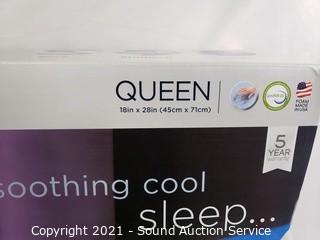 QUEEN
18in x 28in (45cm x 71cm)
FOAM
MADE
IN USA
5
YEAR
warranty
soothing cool
sleep...
Copyright 2021 - Sound Auction Service